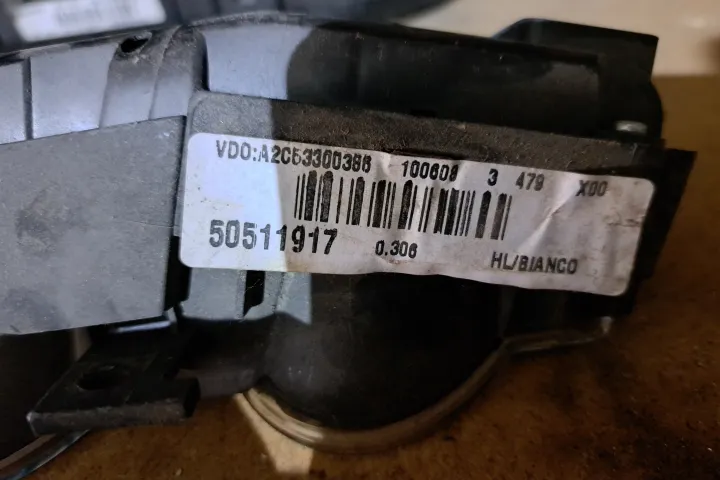 VDO:A2C53300386 100608 3 479 X00
50511917 0.306 HL/BIANCO